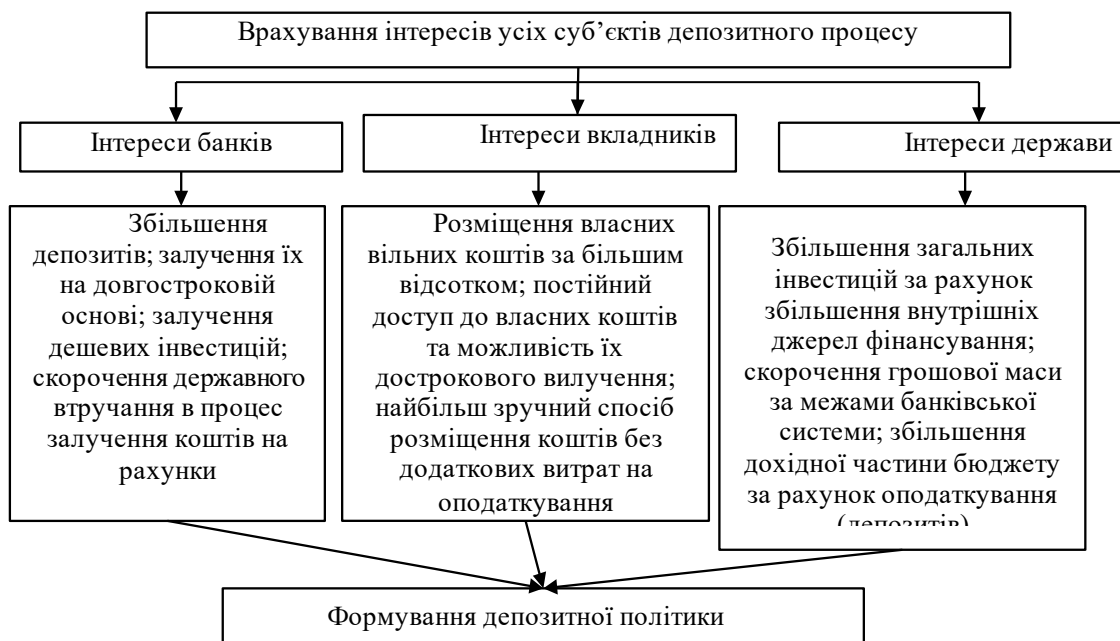 Врахування інтересів усіх суб’єктів депозитного процесу
Інтереси банків
Інтереси вкладників
Інтереси держави
Збільшення
депозитів; залучення їх
на довгостроковій
основі; залучення
дешевих інвестицій;
скорочення державного
втручання в процес
залучення коштів на
рахунки
Розміщення власних
вільних коштів за більшим
відсотком; постійний
доступ до власних коштів
та можливість їх
дострокового вилучення;
найбільш зручний спосіб
розміщення коштів без
додаткових витрат на
оподаткування
Збільшення загальних
інвестицій за рахунок
збільшення внутрішніх
джерел фінансування;
скорочення грошової маси
за межами банківської
системи; збільшення
дохідної частини бюджету
за рахунок оподаткування
(депозитів)
Формування депозитної політики